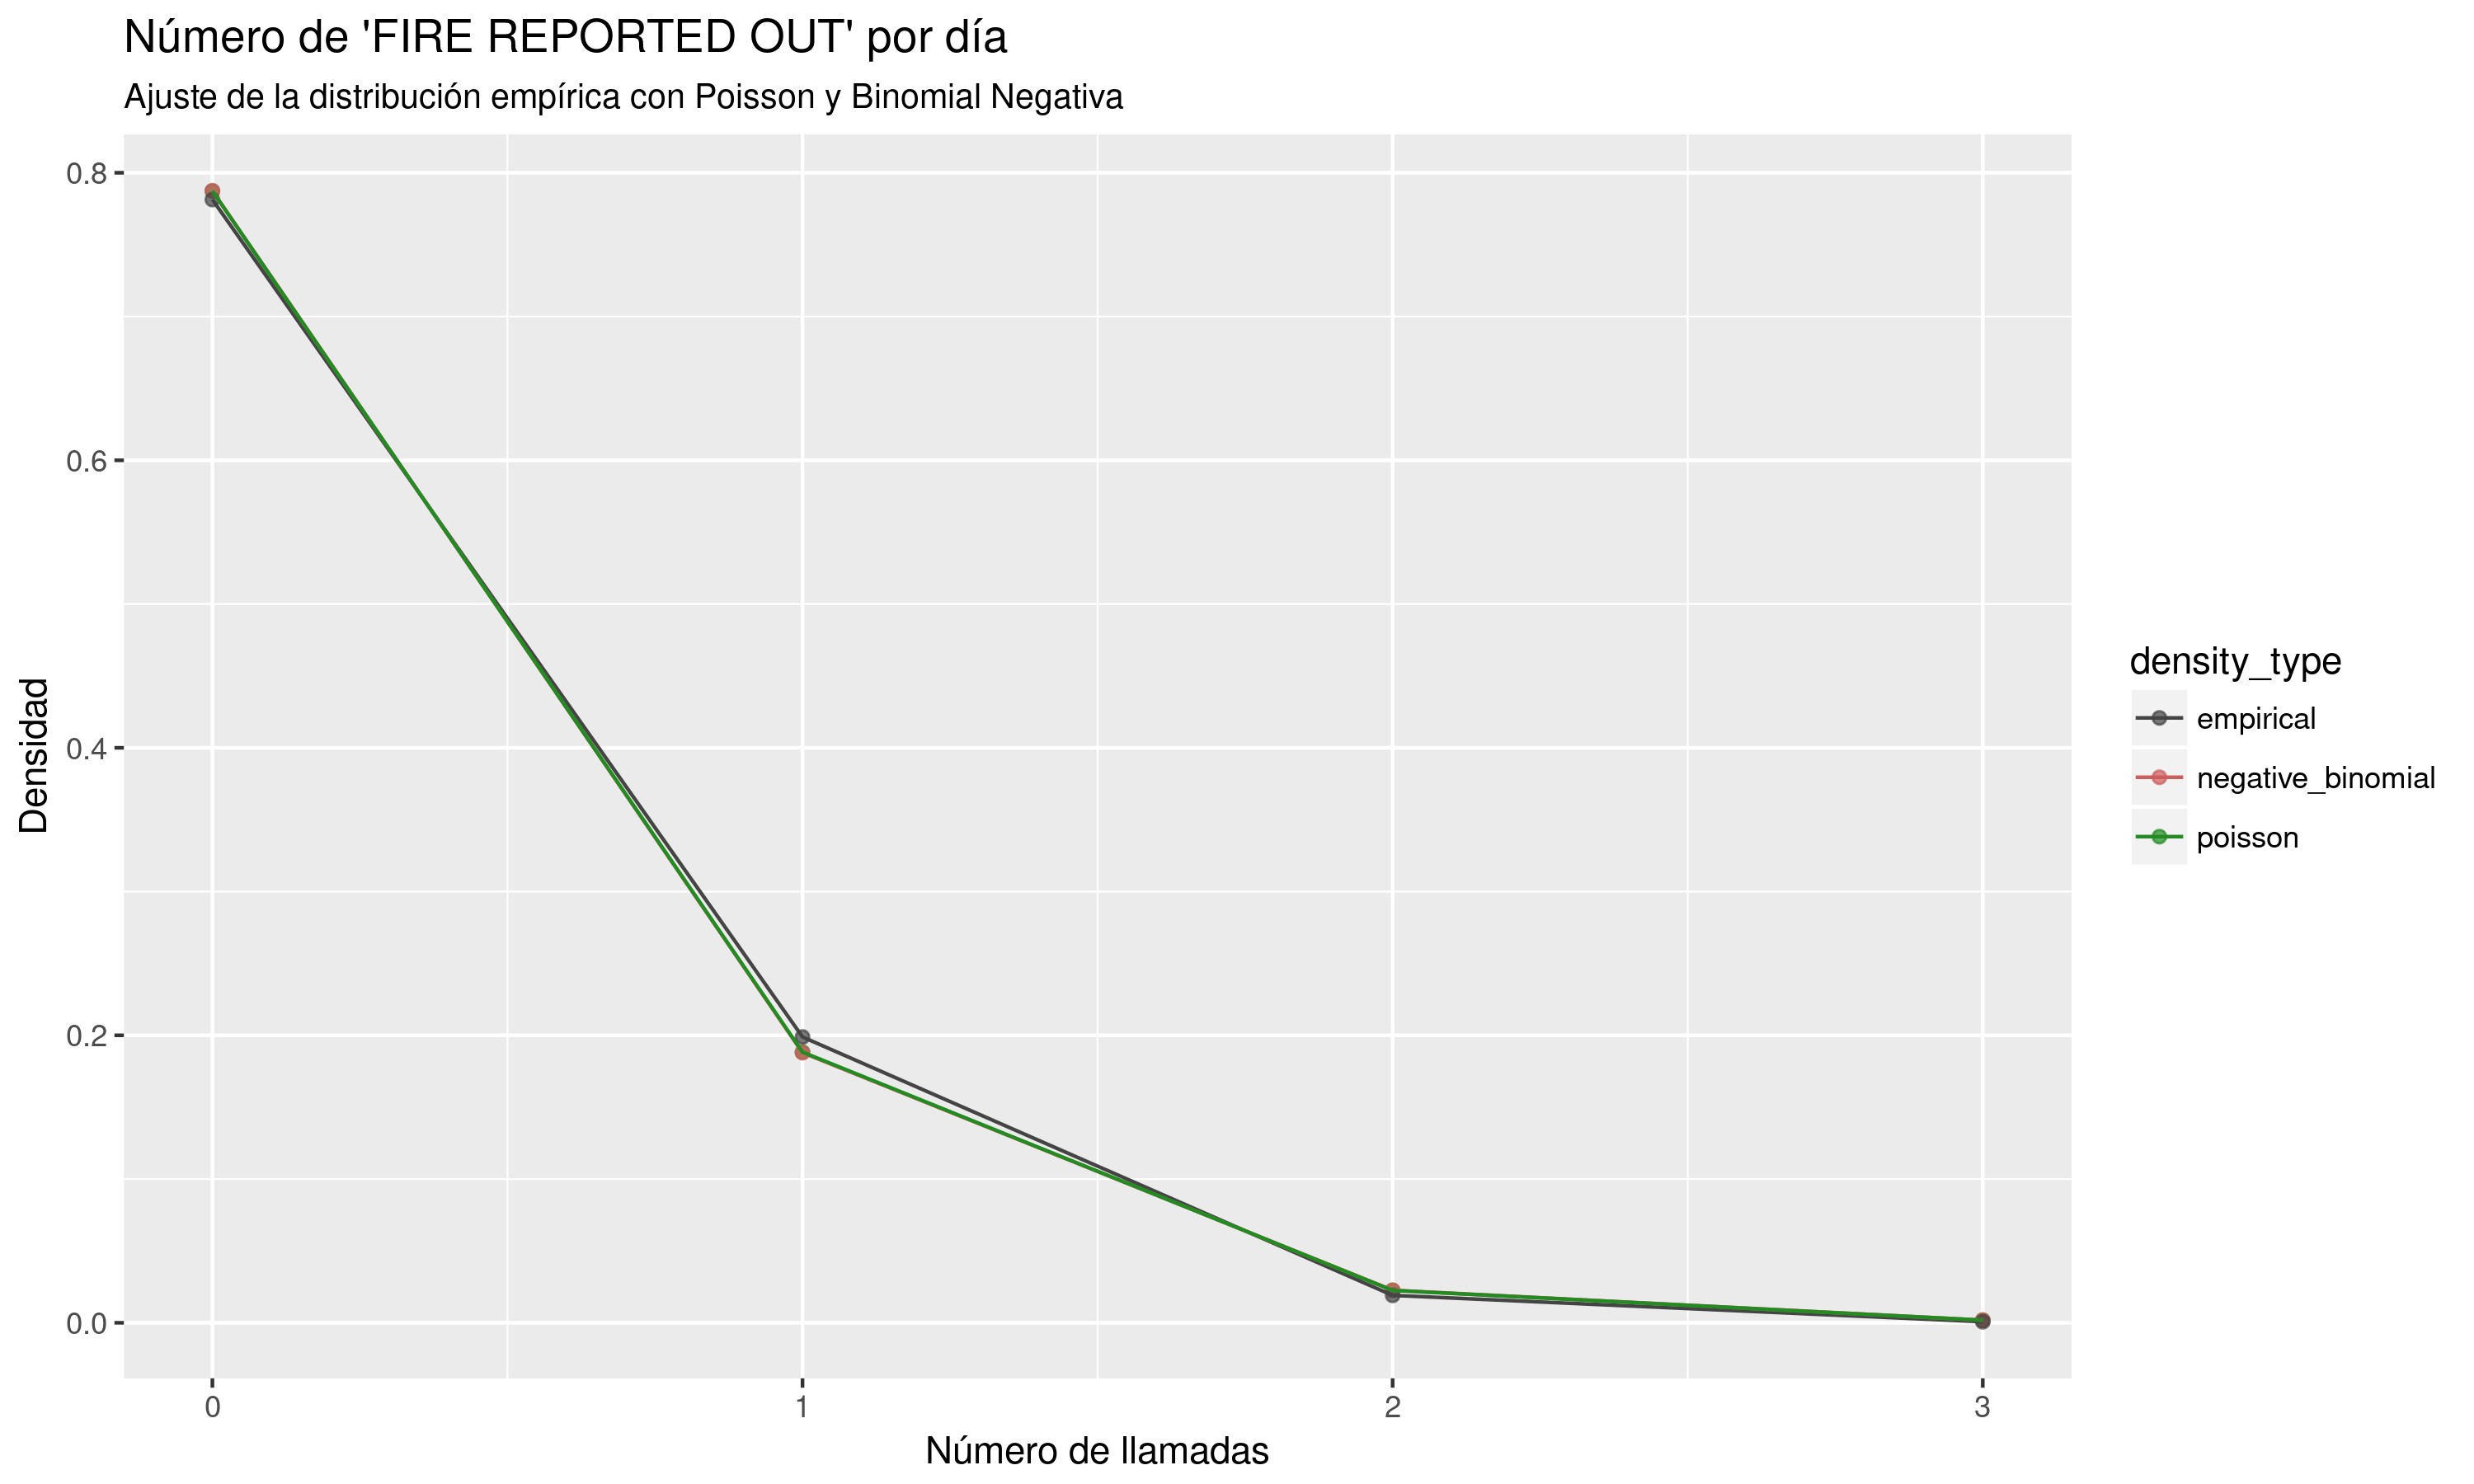 Número de 'FIRE REPORTED OUT' por día
Ajuste de la distribución empírica con Poisson y Binomial Negativa
Densidad
0.8
0.6
0.4
0.2
0.0
0
1
2
3
Número de llamadas
density_type
empirical
negative_binomial
poisson